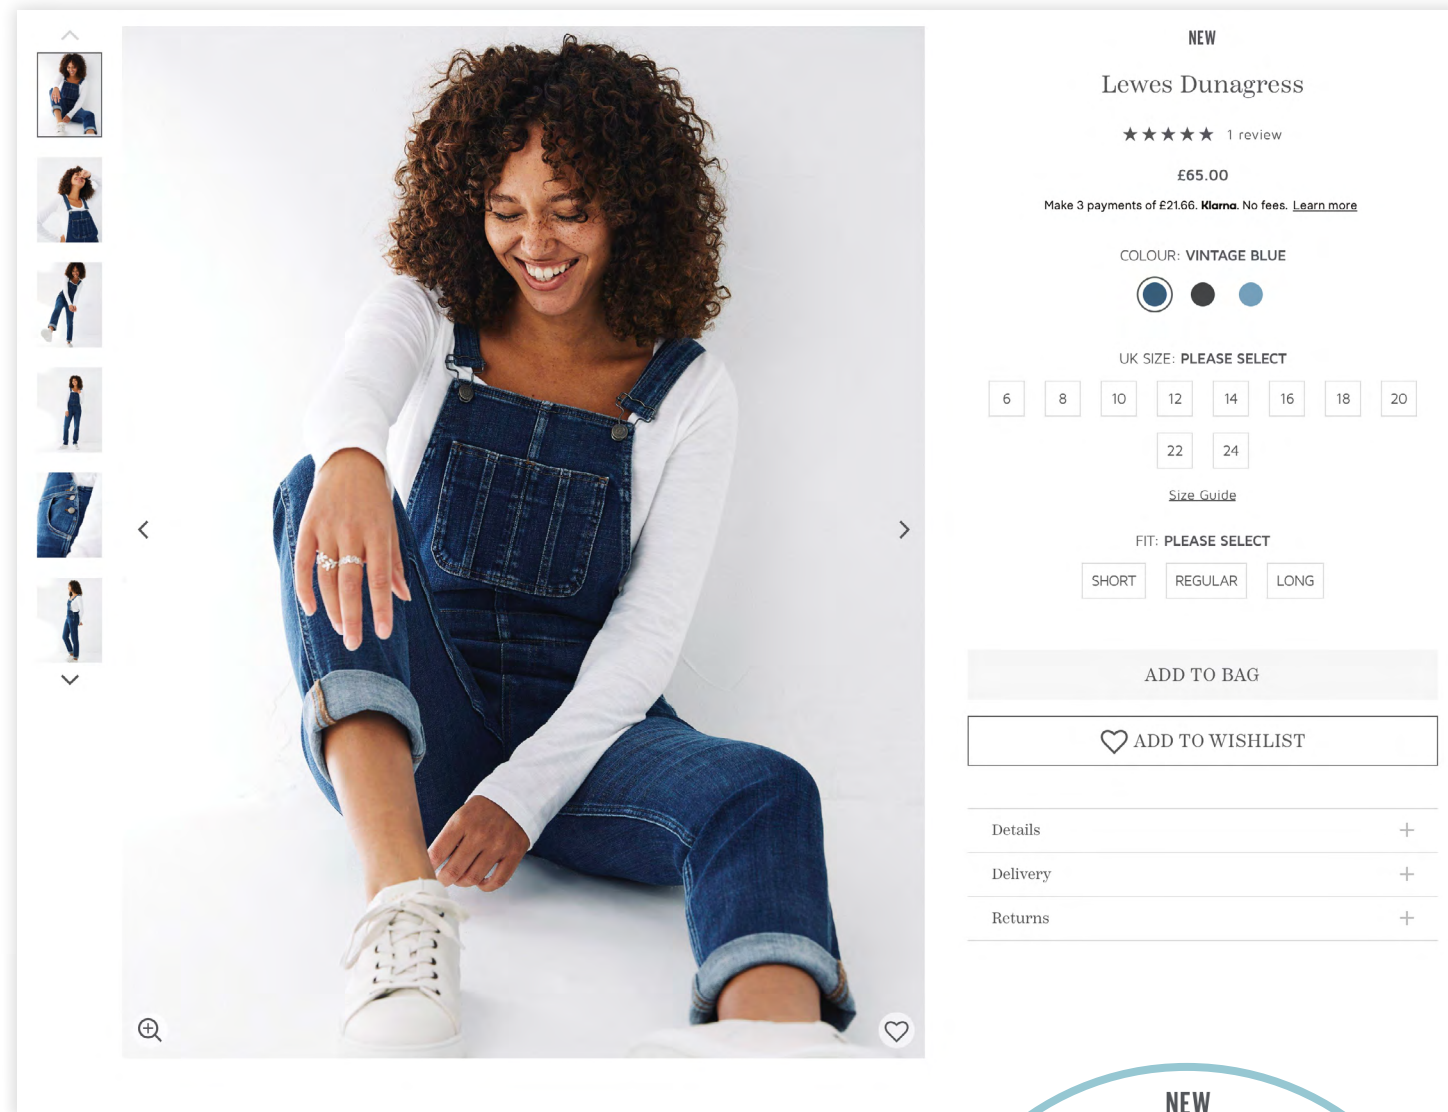 NEW
Lewes Dunagress
1 review
£65.00
Make 3 payments of £21.66. Klarna. No fees. Learn more
COLOUR: VINTAGE BLUE
UK SIZE: PLEASE SELECT
6 8 10 12 14 16 18 20
22 24
Size Guide
FIT: PLEASE SELECT
SHORT REGULAR LONG
ADD TO BAG
ADD TO WISHLIST
Details
Delivery
Returns
NEW